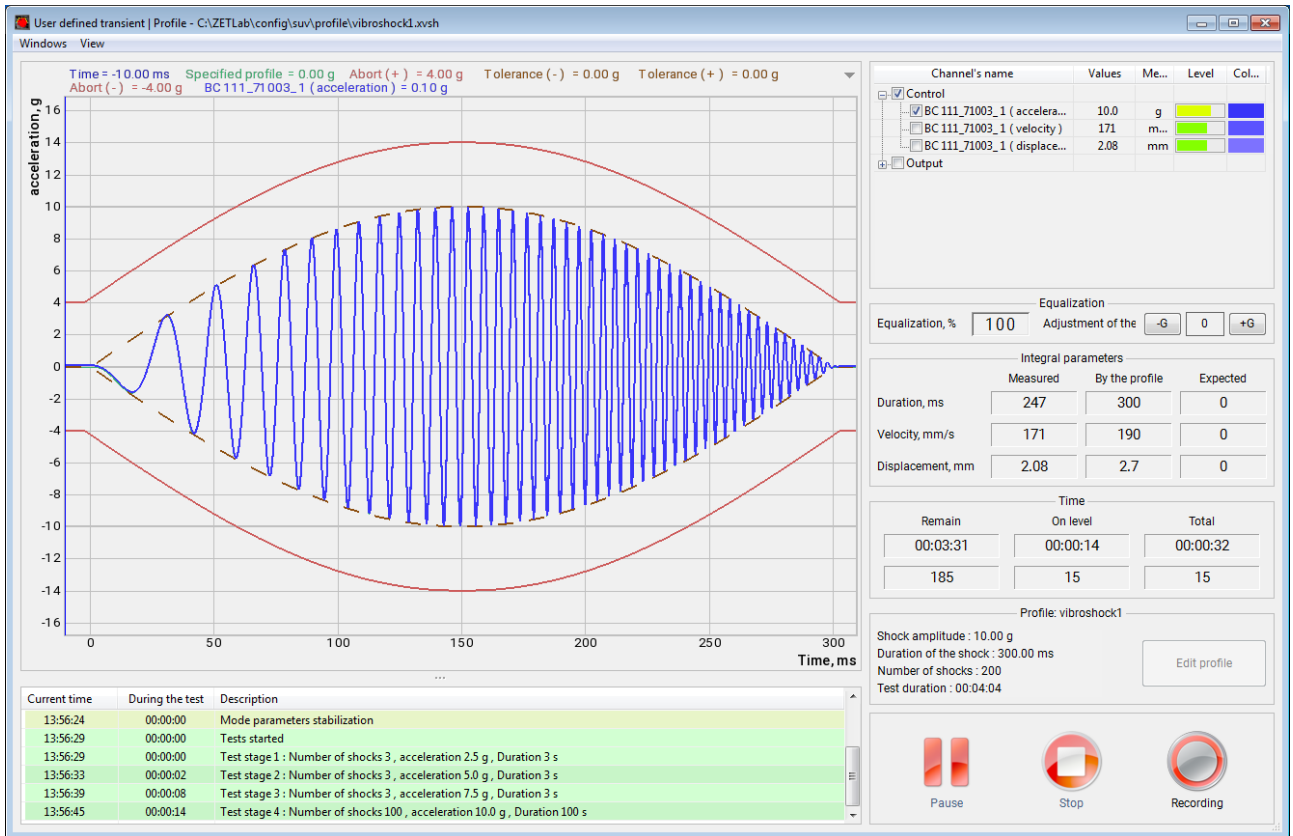 User defined transient | Profile - C:\ZETLab\config\suv\profile\vibroshock1.xvsh
Windows View
Time = -10.00 ms Specified profile = 0.00 g Abort ( + ) = 4.00 g Tolerance ( - ) = 0.00 g Tolerance ( + ) = 0.00 g
Abort ( - ) = -4.00 g BC 111_71003_1 ( acceleration ) = 0.10 g
acceleration, g
16
14
12
10
8
6
4
2
0
-2
-4
-6
-8
-10
-12
-14
-16
0 50 100 150 200 250 300
Time, ms
Channel's name Values Me... Level Col...
Control
BC 111_71003_1 ( accelera... 10.0 g
BC 111_71003_1 ( velocity ) 171 m...
BC 111_71003_1 ( displace... 2.08 mm
Output
Equalization
Equalization, % 100 Adjustment of the -G 0 +G
Integral parameters
Measured By the profile Expected
Duration, ms 247 300 0
Velocity, mm/s 171 190 0
Displacement, mm 2.08 2.7 0
Time
Remain On level Total
00:03:31 00:00:14 00:00:32
185 15 15
Profile: vibroshock1
Shock amplitude : 10.00 g
Duration of the shock : 300.00 ms
Number of shocks : 200
Test duration : 00:04:04
Edit profile
Current time During the test Description
13:56:24 00:00:00 Mode parameters stabilization
13:56:29 00:00:00 Tests started
13:56:29 00:00:00 Test stage 1 : Number of shocks 3 , acceleration 2.5 g , Duration 3 s
13:56:33 00:00:02 Test stage 2 : Number of shocks 3 , acceleration 5.0 g , Duration 3 s
13:56:39 00:00:08 Test stage 3 : Number of shocks 3 , acceleration 7.5 g , Duration 3 s
13:56:45 00:00:14 Test stage 4 : Number of shocks 100 , acceleration 10.0 g , Duration 100 s
Pause Stop Recording